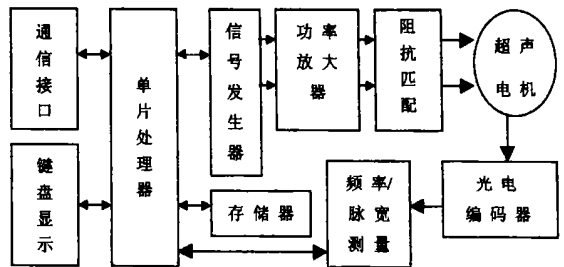 通信接口
键盘显示
单片处理器
信号发生器
功率
放大
器
阻抗匹配
超声
电机
光电
编码器
频率/
脉宽
测量
存储器